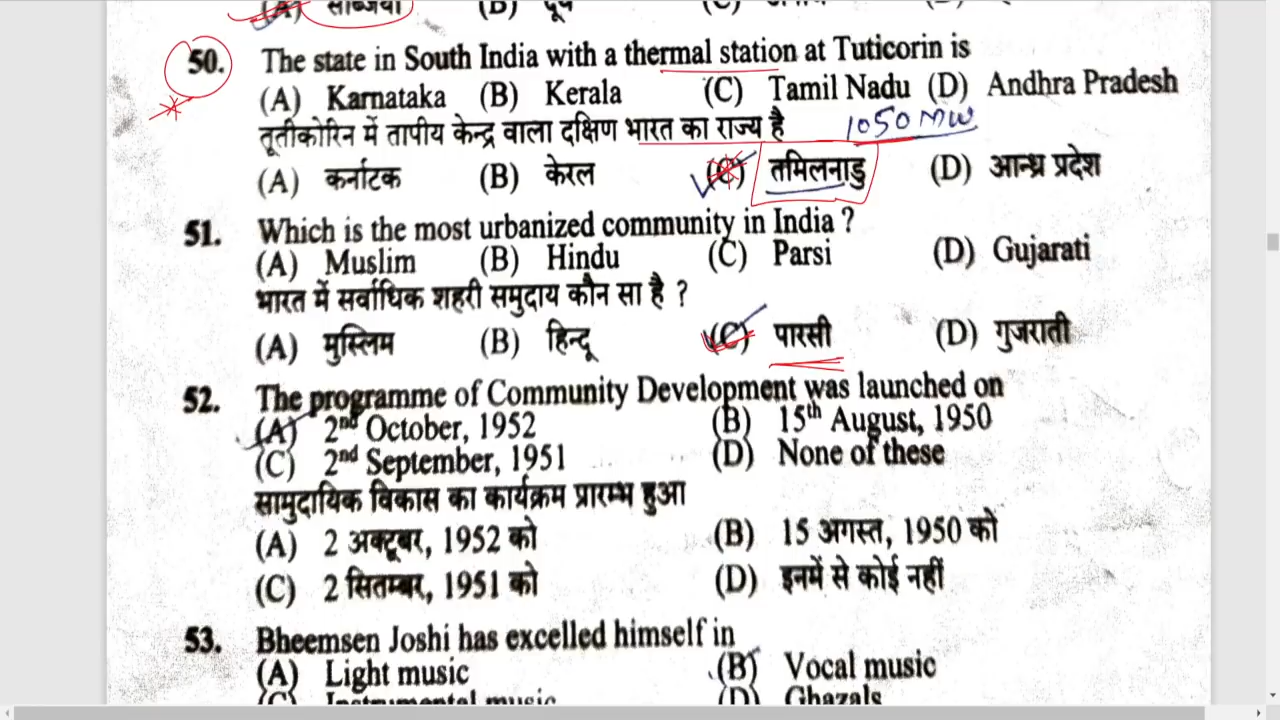 (A) सब्जियाँ (B) दूध (C)
50. The state in South India with a thermal station at Tuticorin is
(A) Karnataka (B) Kerala (C) Tamil Nadu (D) Andhra Pradesh
तूतीकोरिन में तापीय केन्द्र वाला दक्षिण भारत का राज्य है 1050 MW
(A) कर्नाटक (B) केरल (C) तमिलनाडु (D) आन्ध्र प्रदेश
51. Which is the most urbanized community in India ?
(A) Muslim (B) Hindu (C) Parsi (D) Gujarati
भारत में सर्वाधिक शहरी समुदाय कौन सा है ?
(A) मुस्लिम (B) हिन्दू (C) पारसी (D) गुजराती
52. The programme of Community Development was launched on
(A) 2nd October, 1952 (B) 15th August, 1950
(C) 2nd September, 1951 (D) None of these
सामुदायिक विकास का कार्यक्रम प्रारम्भ हुआ
(A) 2 अक्टूबर, 1952 को (B) 15 अगस्त, 1950 को
(C) 2 सितम्बर, 1951 को (D) इनमें से कोई नहीं
53. Bheemsen Joshi has excelled himself in
(A) Light music (B) Vocal music
(C) Instrumental music (D) Ghazals